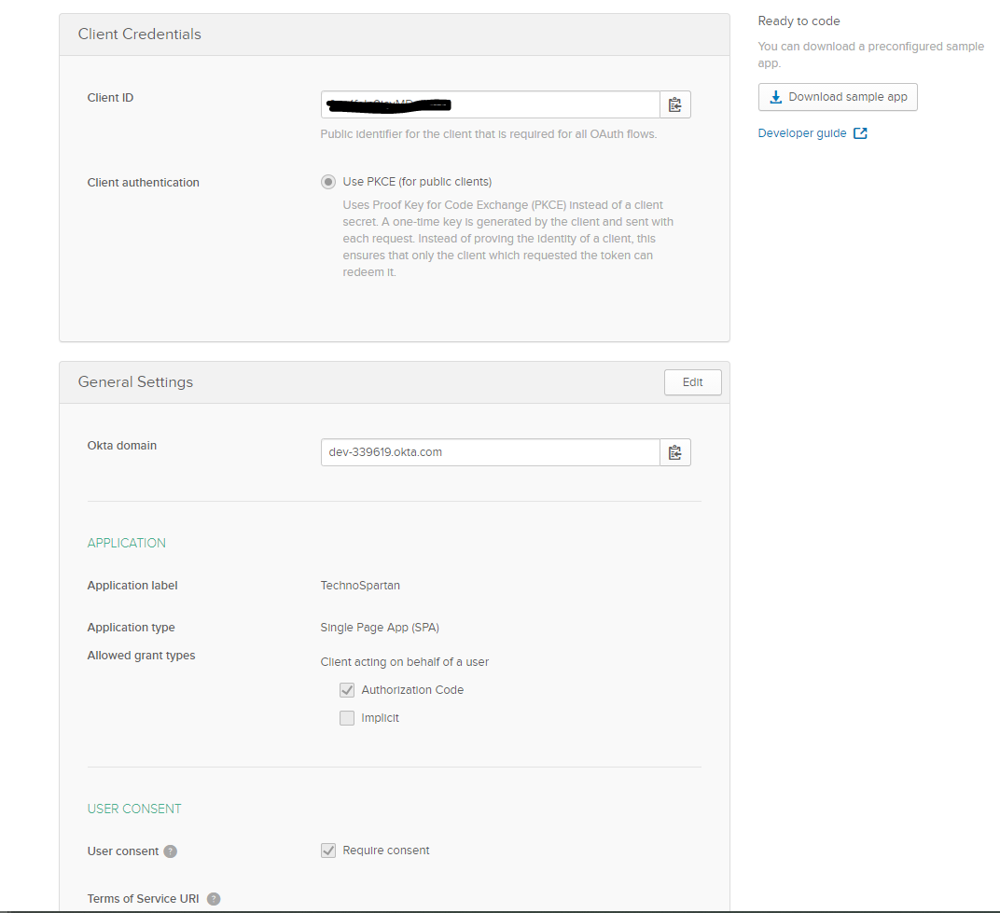 Client Credentials
Client ID
Public identifier for the client that is required for all OAuth flows.
Client authentication
Use PKCE (for public clients)
Uses Proof Key for Code Exchange (PKCE) instead of a client
secret. A one-time key is generated by the client and sent with
each request. Instead of proving the identity of a client, this
ensures that only the client which requested the token can
redeem it.
General Settings
Edit
Okta domain
dev-339619.okta.com
APPLICATION
Application label
TechnoSpartan
Application type
Single Page App (SPA)
Allowed grant types
Client acting on behalf of a user
Authorization Code
Implicit
USER CONSENT
User consent ?
Require consent
Terms of Service URI ?
Ready to code
You can download a preconfigured sample
app.
Download sample app
Developer guide